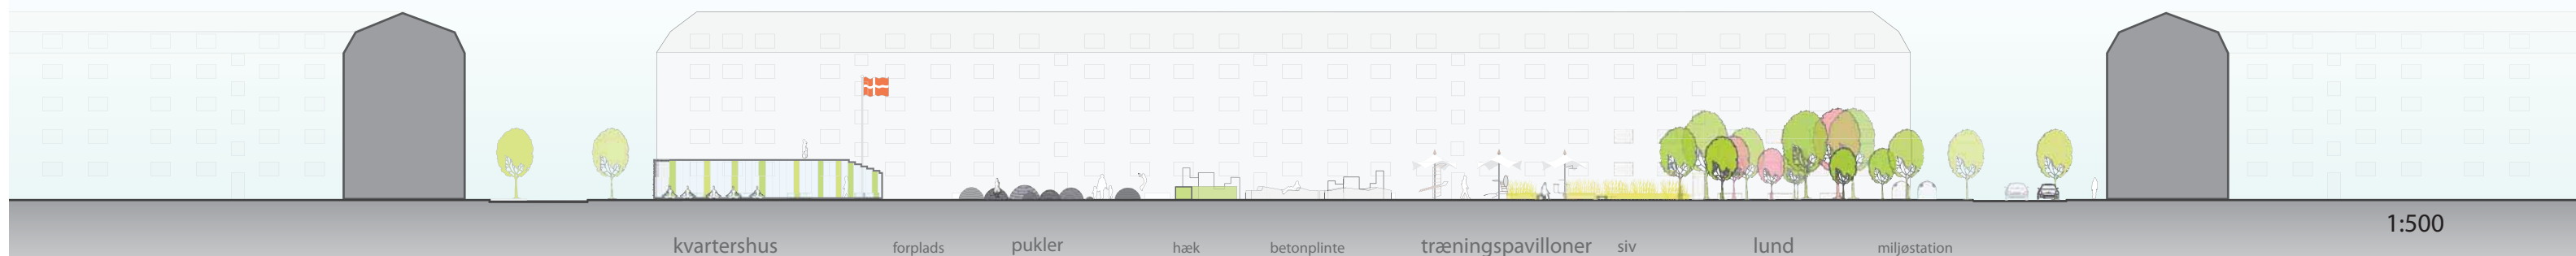 1:500
kvartershus forplads pukler hæk betonplinte træningspavilloner siv lund miljøstation